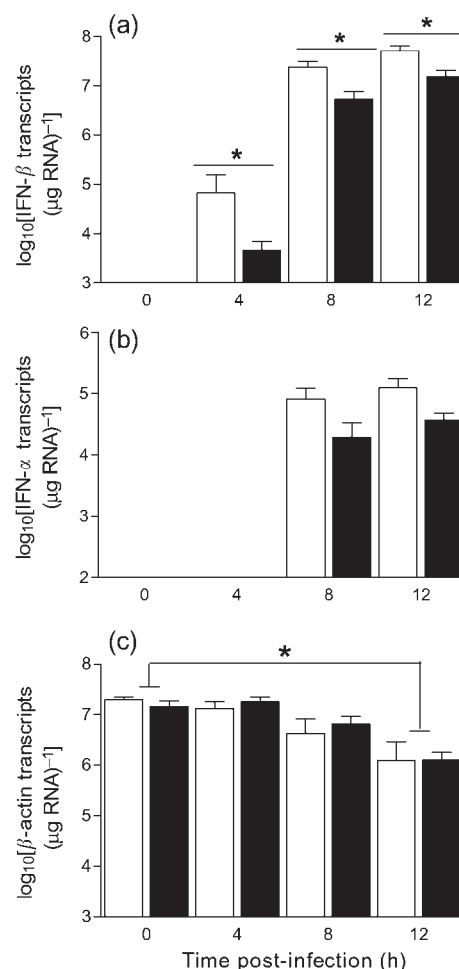 (a)
log10[IFN-β transcripts
(μg RNA)–1]
8
7
6
5
4
3
*
*
*
0 4 8 12
(b)
log10[IFN-α transcripts
(μg RNA)–1]
6
5
4
3
2
0 4 8 12
(c)
log10[β-actin transcripts
(μg RNA)–1]
8
7
6
5
4
3
*
0 4 8 12
Time post-infection (h)